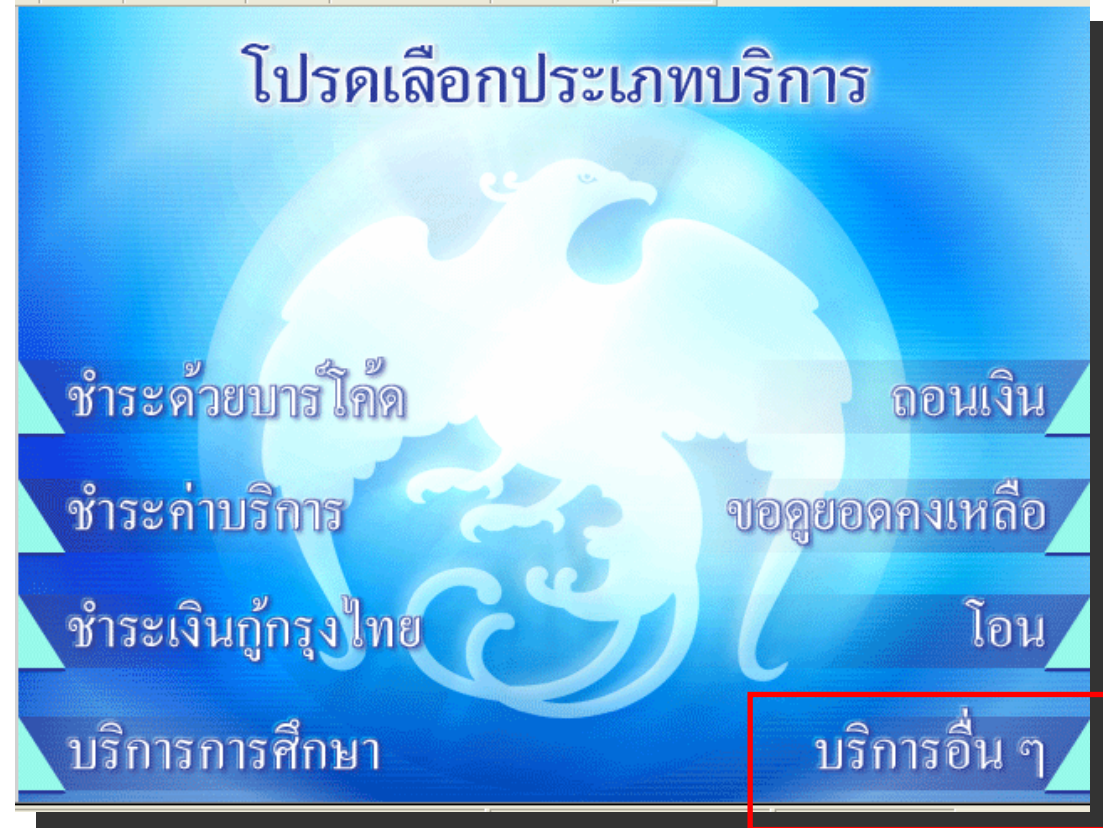 โปรดเลือกประเภทบริการ
ชำระด้วยบาร์โค้ด
ถอนเงิน
ชำระค่าบริการ
ขอดูยอดคงเหลือ
ชำระเงินกู้กรุงไทย
โอน
บริการการศึกษา
บริการอื่น ๆ